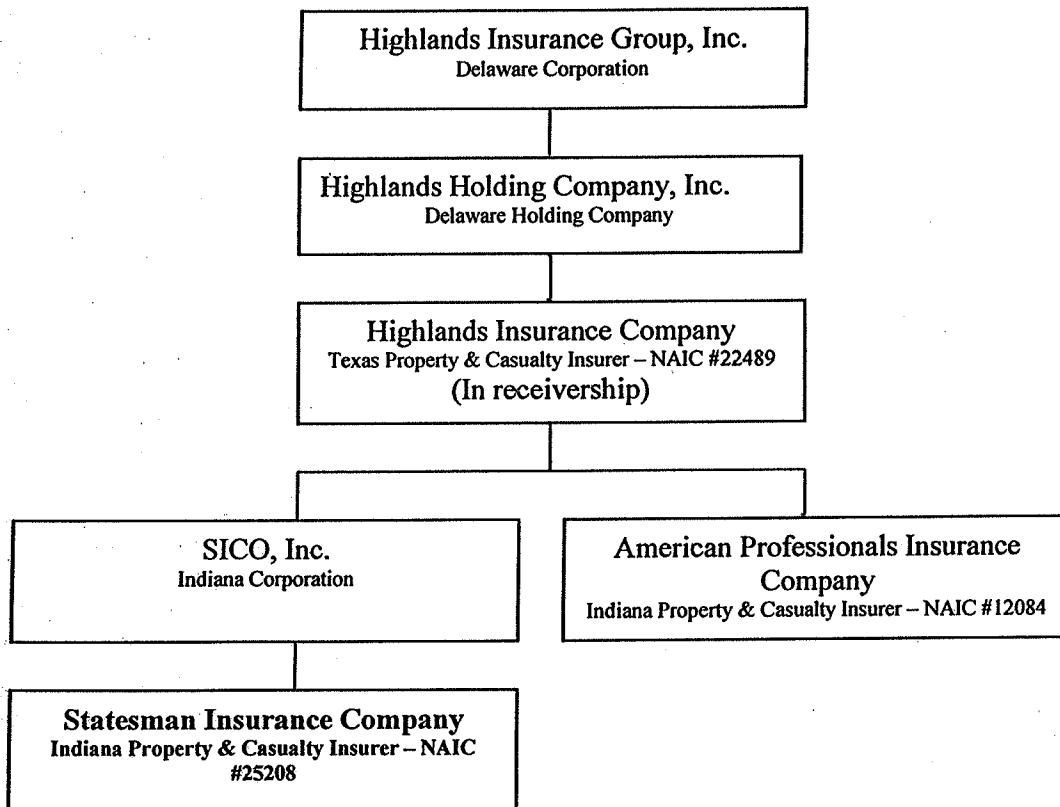 Highlands Insurance Group, Inc.
Delaware Corporation
Highlands Holding Company, Inc.
Delaware Holding Company
Highlands Insurance Company
Texas Property & Casualty Insurer – NAIC #22489
(In receivership)
SICO, Inc.
Indiana Corporation
American Professionals Insurance
Company
Indiana Property & Casualty Insurer – NAIC #12084
Statesman Insurance Company
Indiana Property & Casualty Insurer – NAIC
#25208